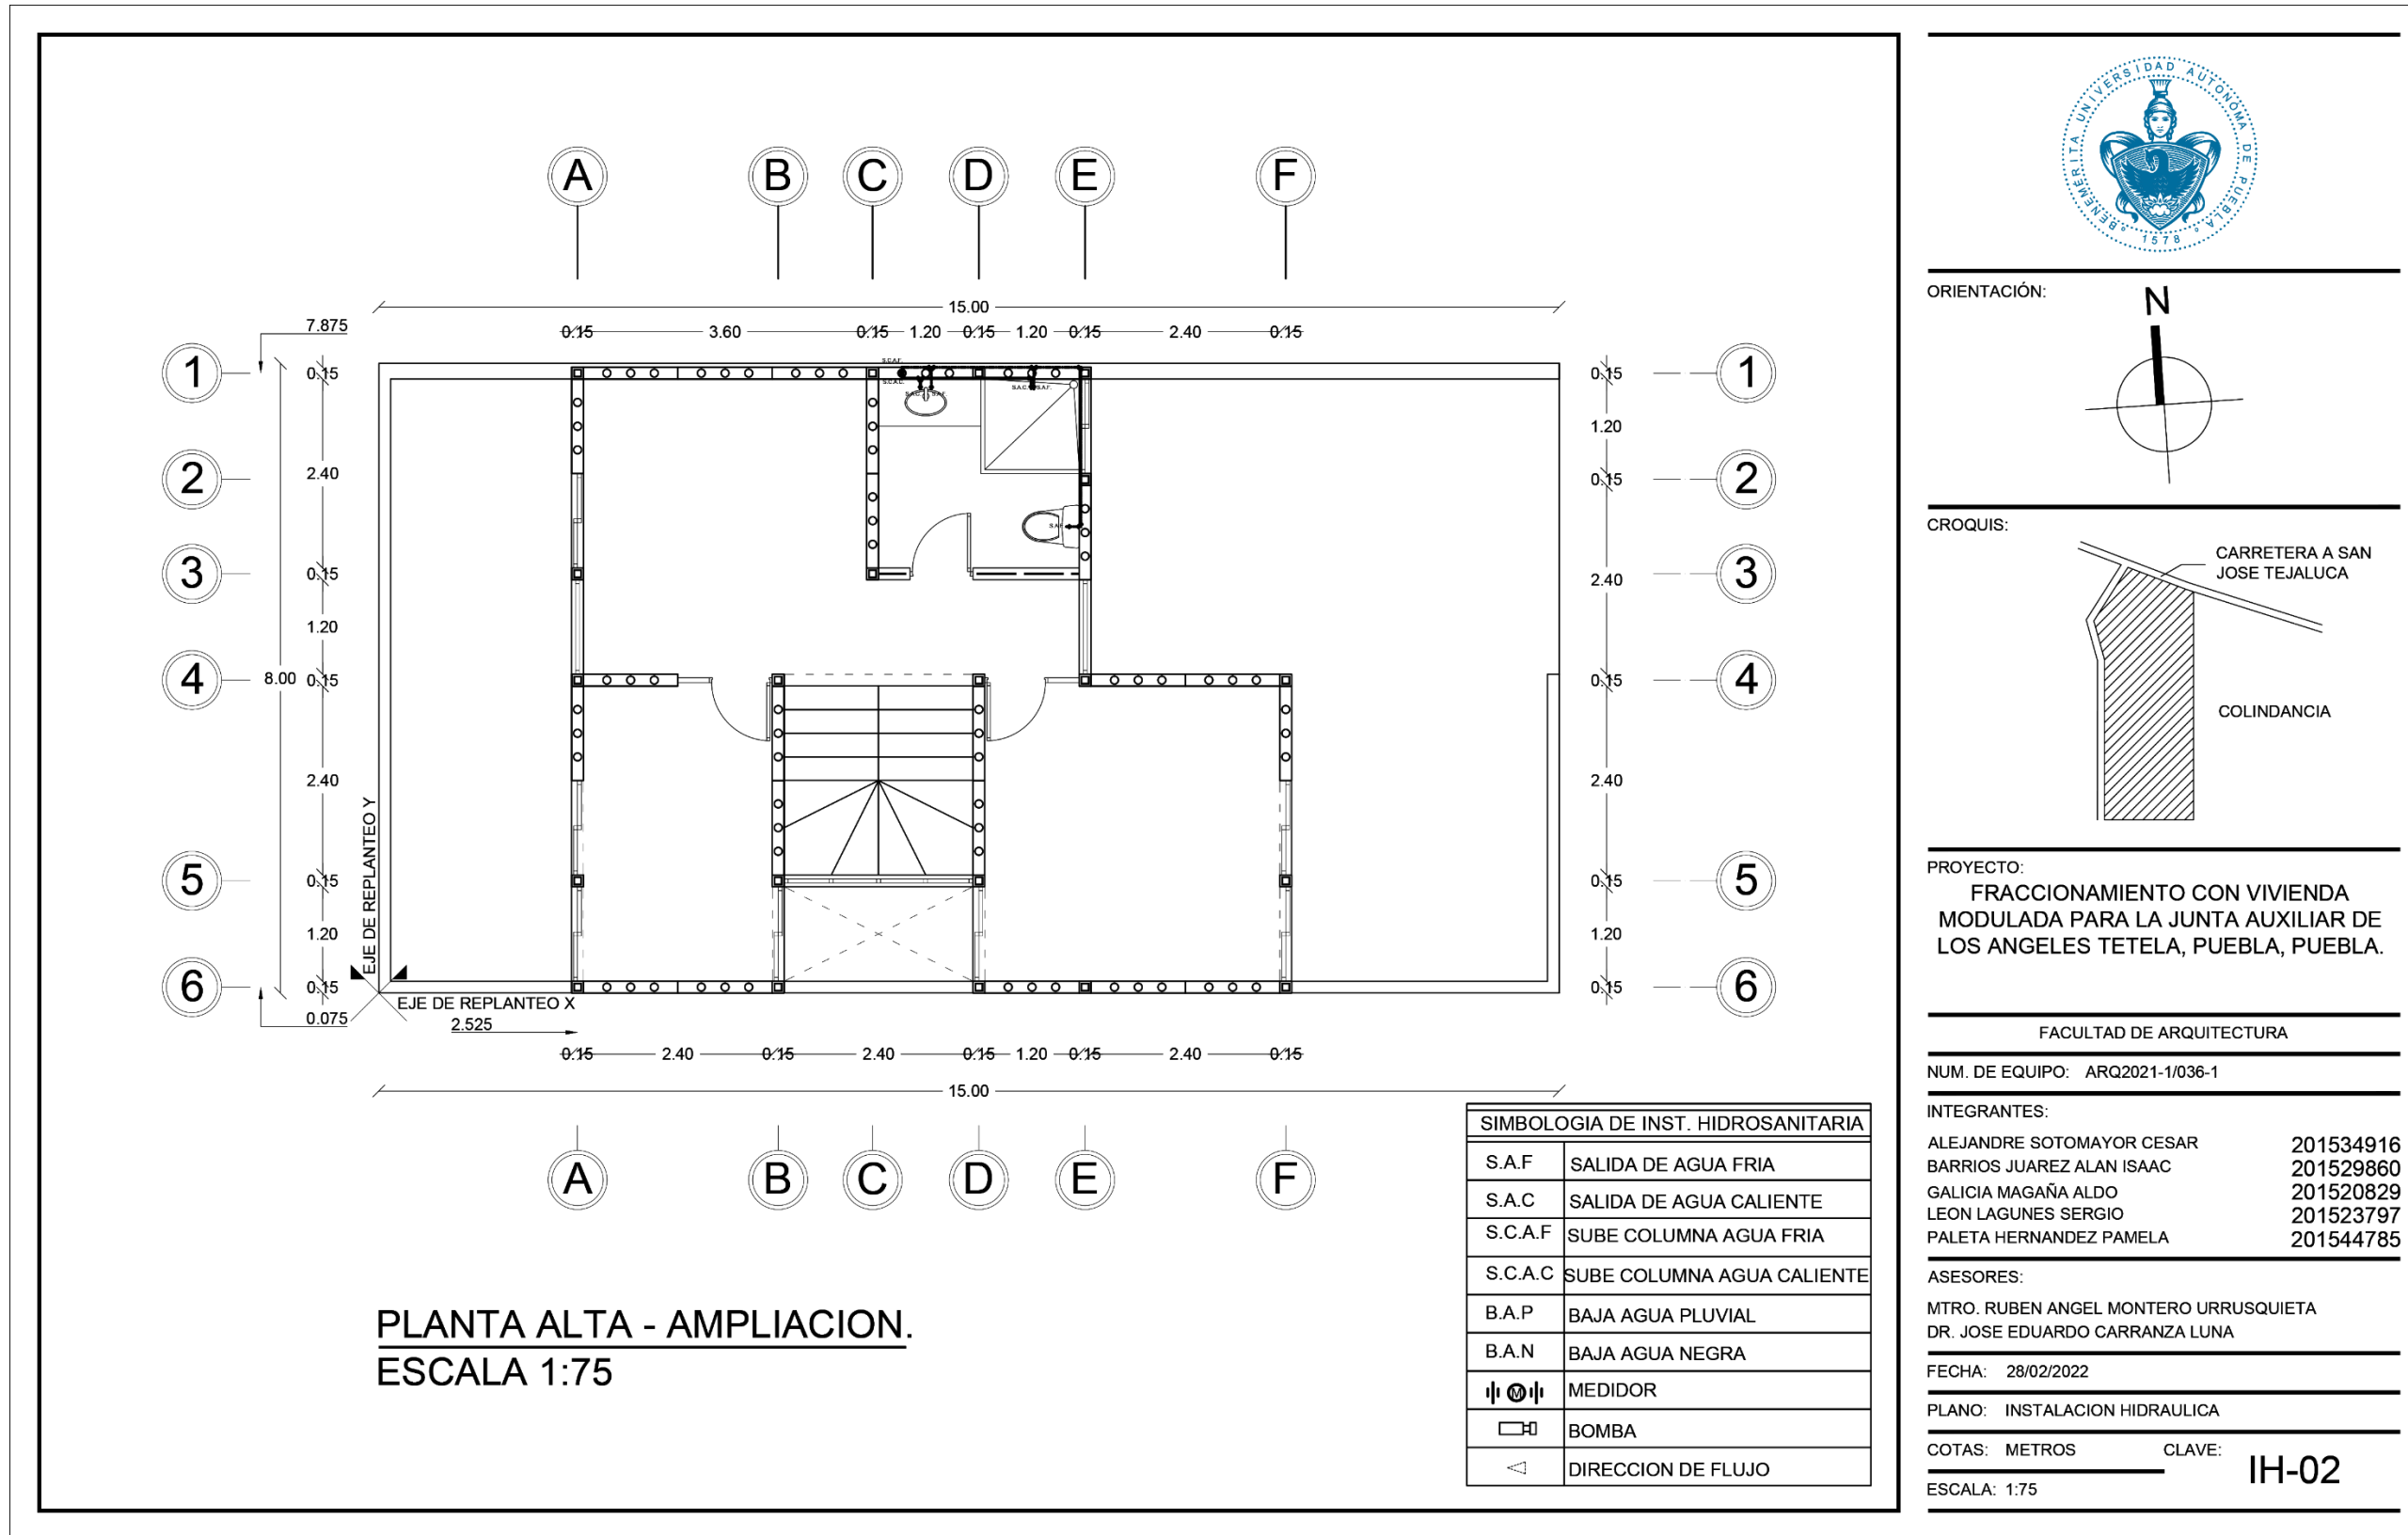 A B C D E F
15.00
0.15 3.60 0.15 1.20 0.15 1.20 0.15 2.40 0.15
7.875
1 0.15 0.15 1
1.20
2 2.40 0.15 2
3 0.15 2.40 3
1.20
4 8.00 0.15 0.15 4
2.40 2.40
5 0.15 0.15 5
1.20 1.20
6 0.15 0.15 6
0.075
S.C.A.F.
S.C.A.C.
S.A.C. S.A.F.
S.A.C. S.A.F.
S.A.F
EJE DE REPLANTEO Y
EJE DE REPLANTEO X
2.525
0.15 2.40 0.15 2.40 0.15 1.20 0.15 2.40 0.15
15.00
A B C D E F
PLANTA ALTA - AMPLIACION.
ESCALA 1:75
SIMBOLOGIA DE INST. HIDROSANITARIA
S.A.F SALIDA DE AGUA FRIA
S.A.C SALIDA DE AGUA CALIENTE
S.C.A.F SUBE COLUMNA AGUA FRIA
S.C.A.C SUBE COLUMNA AGUA CALIENTE
B.A.P BAJA AGUA PLUVIAL
B.A.N BAJA AGUA NEGRA
M MEDIDOR
BOMBA
DIRECCION DE FLUJO
BENEMÉRITA UNIVERSIDAD AUTONÓMA DE PUEBLA
1578
ORIENTACIÓN:
N
CROQUIS:
CARRETERA A SAN
JOSE TEJALUCA
COLINDANCIA
PROYECTO:
FRACCIONAMIENTO CON VIVIENDA
MODULADA PARA LA JUNTA AUXILIAR DE
LOS ANGELES TETELA, PUEBLA, PUEBLA.
FACULTAD DE ARQUITECTURA
NUM. DE EQUIPO: ARQ2021-1/036-1
INTEGRANTES:
ALEJANDRE SOTOMAYOR CESAR 201534916
BARRIOS JUAREZ ALAN ISAAC 201529860
GALICIA MAGAÑA ALDO 201520829
LEON LAGUNES SERGIO 201523797
PALETA HERNANDEZ PAMELA 201544785
ASESORES:
MTRO. RUBEN ANGEL MONTERO URRUSQUIETA
DR. JOSE EDUARDO CARRANZA LUNA
FECHA: 28/02/2022
PLANO: INSTALACION HIDRAULICA
COTAS: METROS CLAVE: IH-02
ESCALA: 1:75